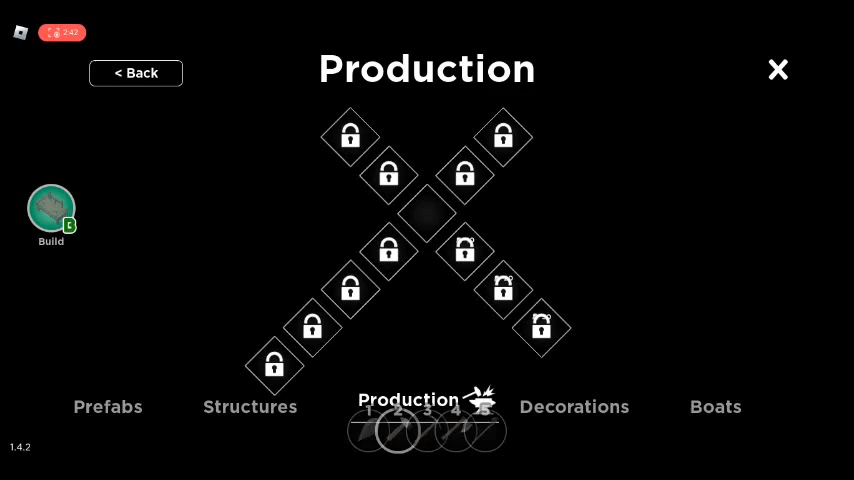 2:42
< Back
Production
Build
Production
1 2 3 4 5
Prefabs
Structures
Decorations
Boats
1.4.2